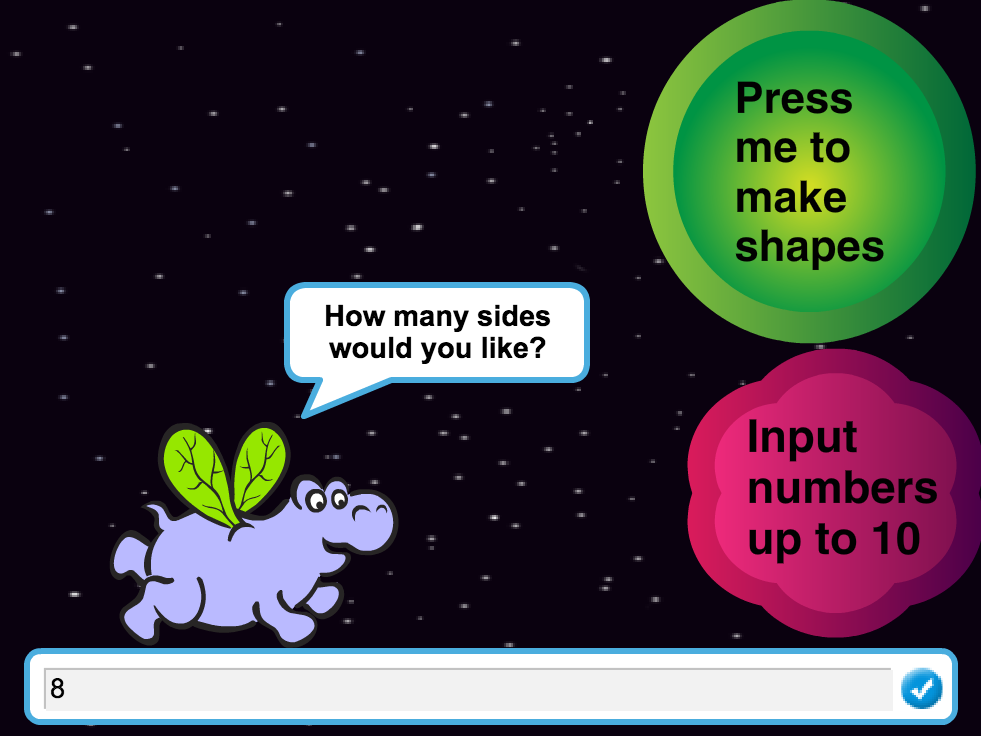 Press
me to
make
shapes
How many sides
would you like?
Input
numbers
up to 10
8